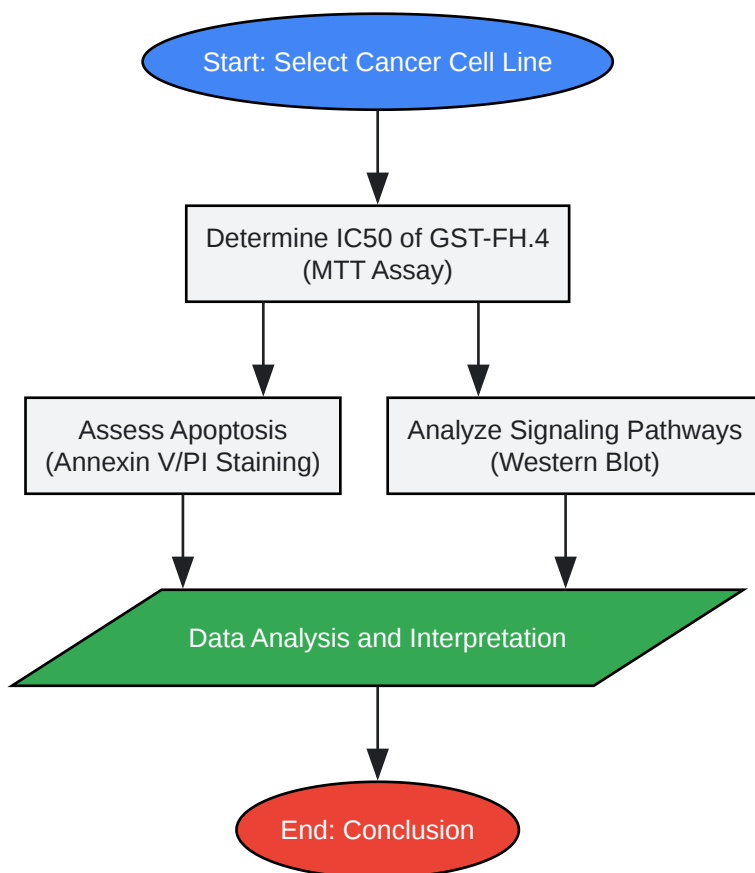 Start: Select Cancer Cell Line
Determine IC50 of GST-FH.4
(MTT Assay)
Assess Apoptosis
(Annexin V/PI Staining)
Analyze Signaling Pathways
(Western Blot)
Data Analysis and Interpretation
End: Conclusion